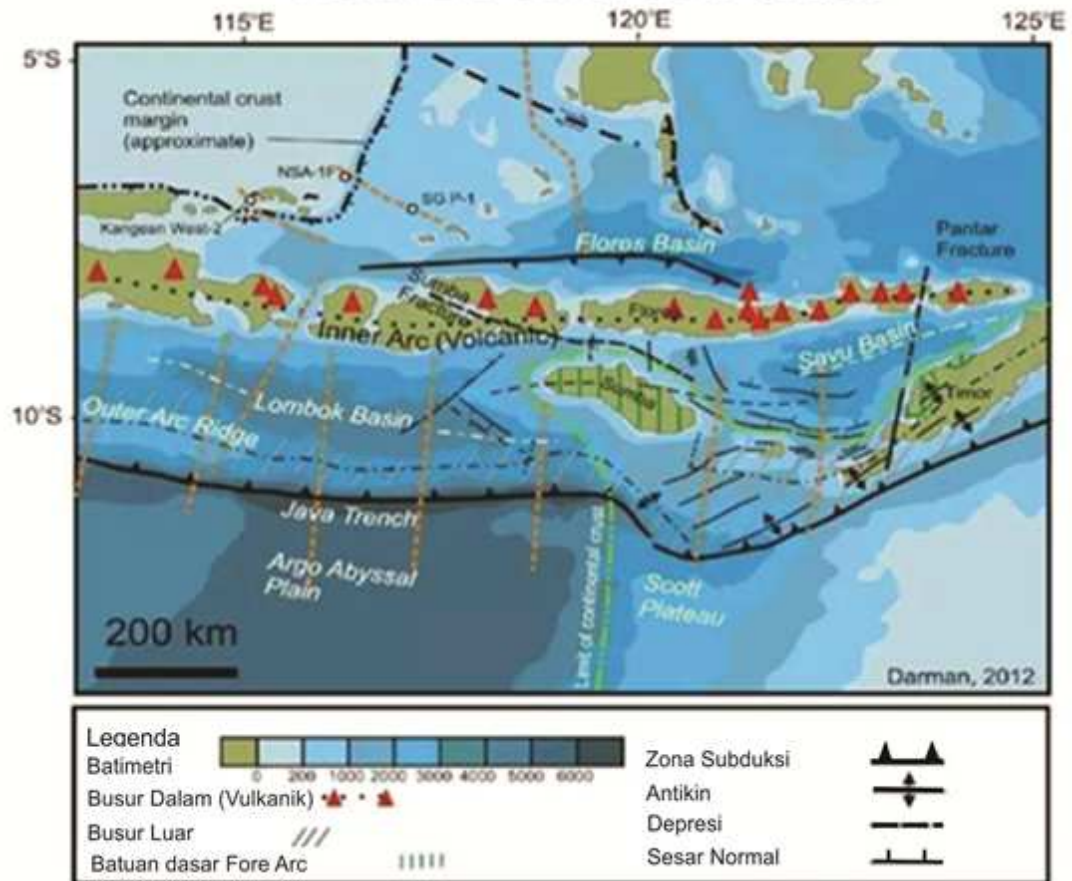 115°E
120°E
125°E
5°S
10°S
Continental crust
margin
(approximate)
NSA-1F
SG P-1
Kangean West-2
Flores Basin
Pantar
Fracture
Sumba
Fracture
Flores
Inner Arc (Volcanic)
Savu Basin
Sumba
Timor
Lombok Basin
Outer Arc Ridge
Java Trench
Argo Abyssal
Plain
Scott
Plateau
Limit of continental crust
200 km
Darman, 2012
Legenda
Batimetri
0 200 1000 2000 3000 4000 5000 6000
Busur Dalam (Vulkanik)
Busur Luar
Batuan dasar Fore Arc
Zona Subduksi
Antikin
Depresi
Sesar Normal